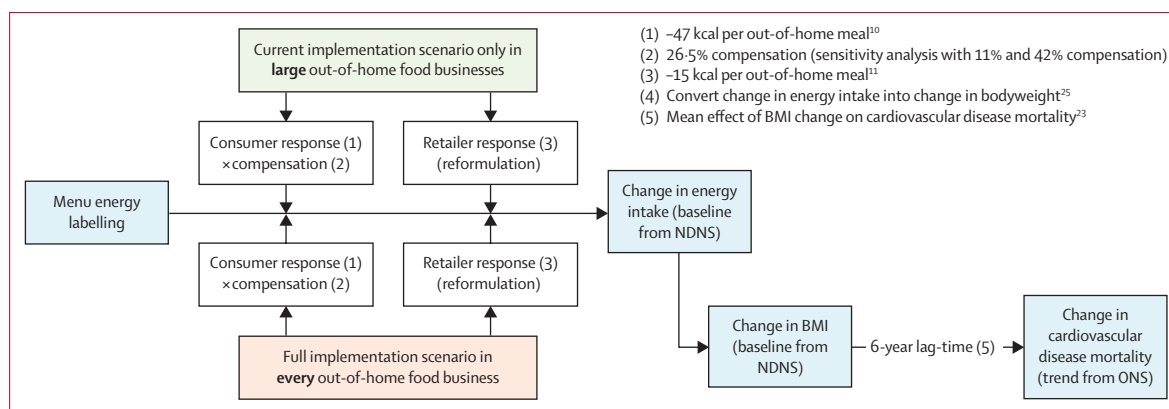 Current implementation scenario only in
large out-of-home food businesses
(1) –47 kcal per out-of-home meal¹⁰
(2) 26·5% compensation (sensitivity analysis with 11% and 42% compensation)
(3) –15 kcal per out-of-home meal¹¹
(4) Convert change in energy intake into change in bodyweight²⁵
(5) Mean effect of BMI change on cardiovascular disease mortality²³
Consumer response (1)
×compensation (2)
Retailer response (3)
(reformulation)
Menu energy
labelling
Change in energy
intake (baseline
from NDNS)
Consumer response (1)
×compensation (2)
Retailer response (3)
(reformulation)
Full implementation scenario in
every out-of-home food business
Change in BMI
(baseline from
NDNS)
6-year lag-time (5)
Change in
cardiovascular
disease mortality
(trend from ONS)